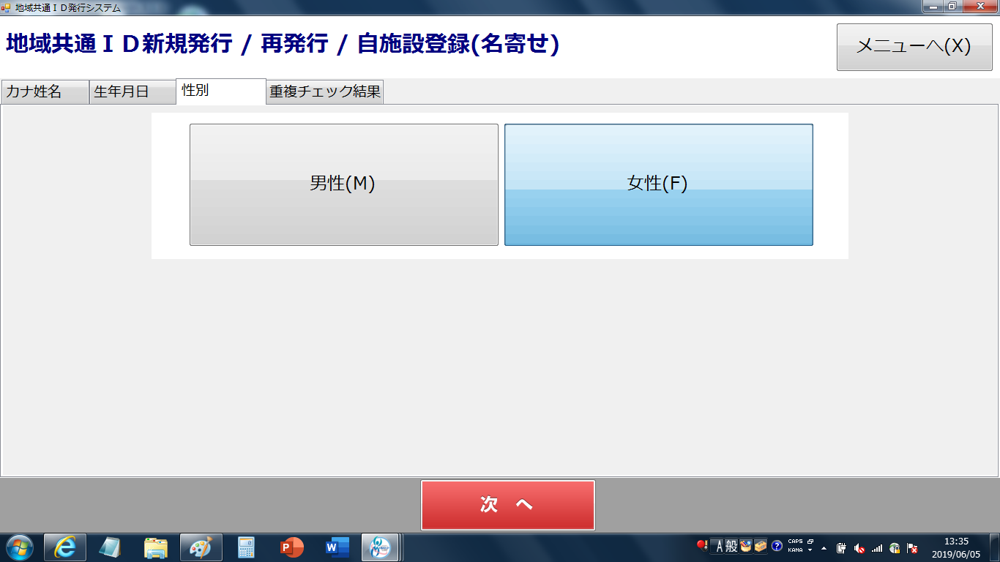 地域共通ＩＤ発行システム
地域共通ＩＤ新規発行 / 再発行 / 自施設登録(名寄せ)
メニューへ(X)
カナ姓名
生年月日
性別
重複チェック結果
男性(M)
女性(F)
次　へ
A 般
CAPS
KANA
13:35
2019/06/05